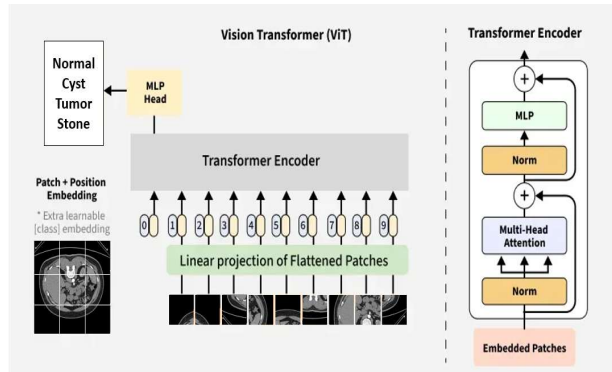 Vision Transformer (ViT)
Normal
Cyst
Tumor
Stone
MLP
Head
Transformer Encoder
Patch + Position
Embedding
* Extra learnable
[class] embedding
0 1 2 3 4 5 6 7 8 9
Linear projection of Flattened Patches
Transformer Encoder
+
MLP
Norm
+
Multi-Head
Attention
Norm
Embedded Patches